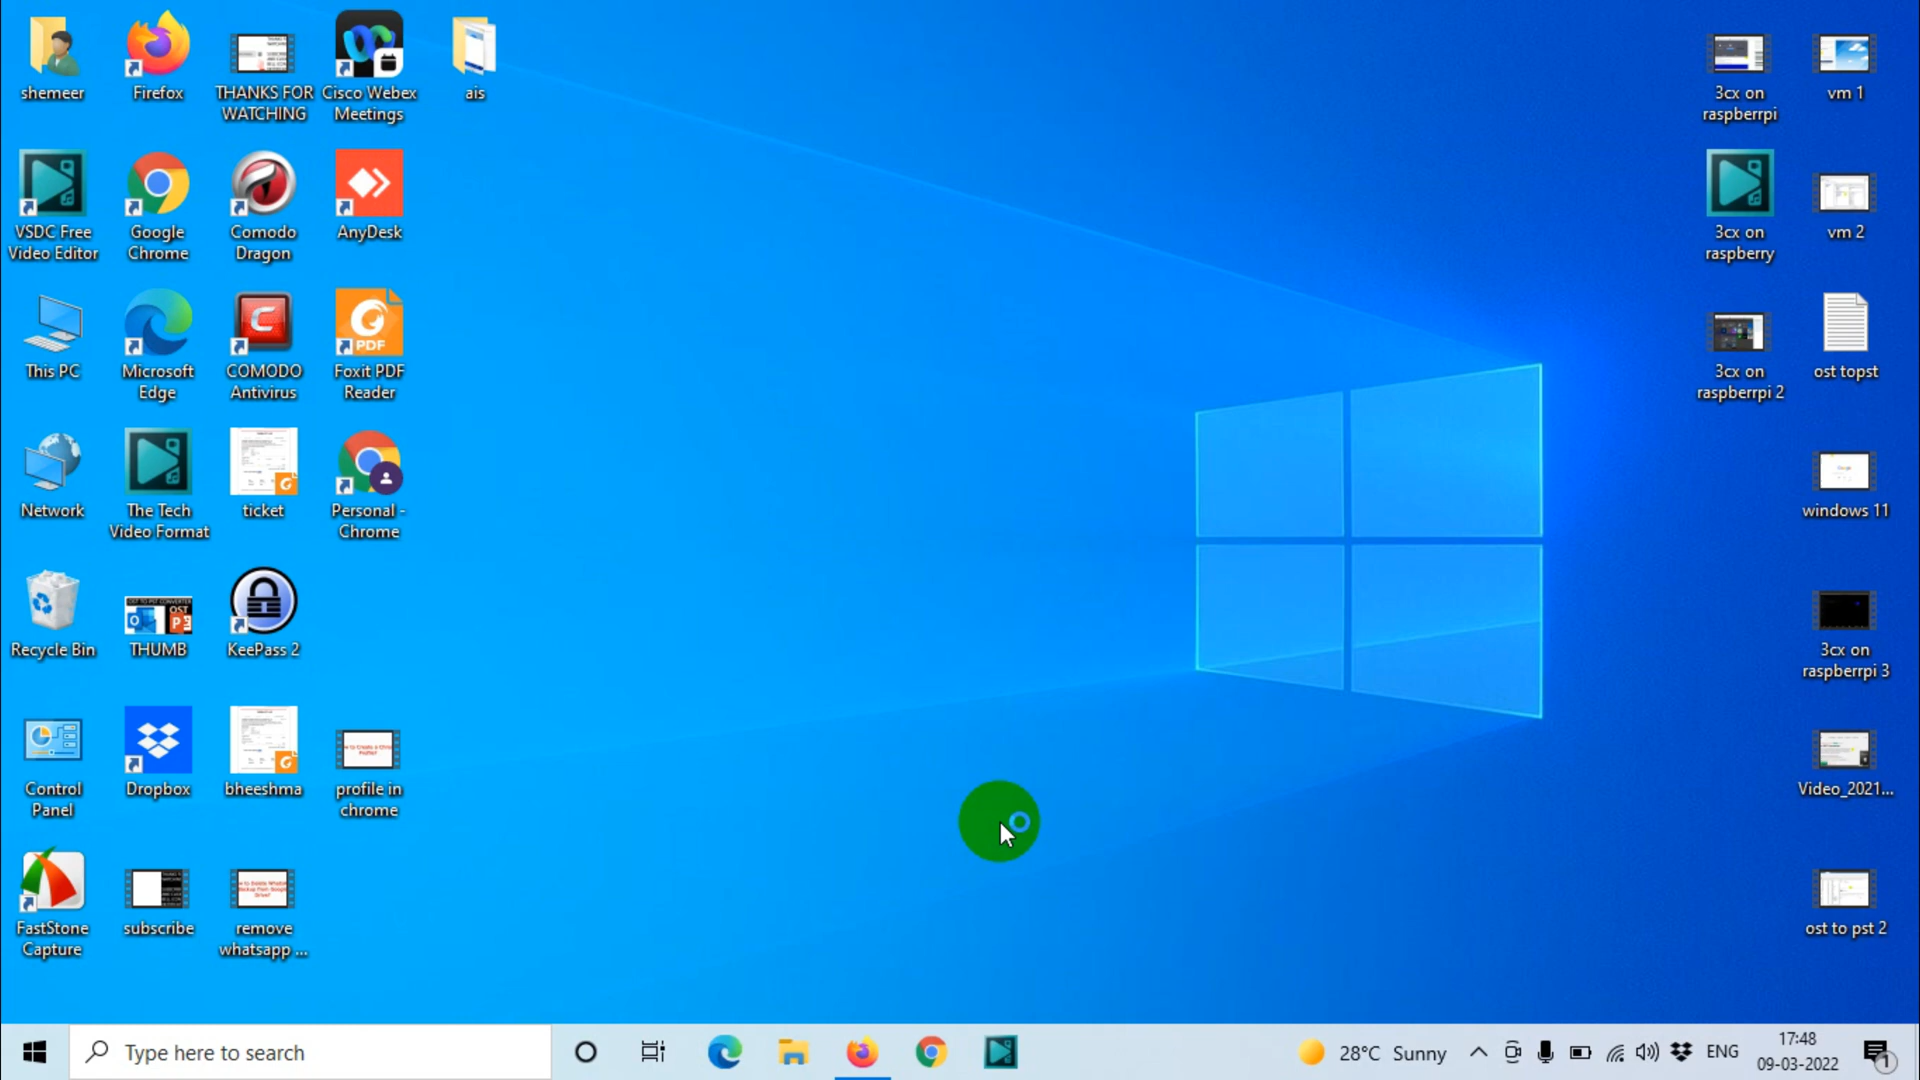 shemeer
Firefox
THANKS FOR
WATCHING
Cisco Webex
Meetings
ais
3cx on
raspberrpi
vm 1
VSDC Free
Video Editor
Google
Chrome
Comodo
Dragon
AnyDesk
3cx on
raspberry
vm 2
This PC
Microsoft
Edge
COMODO
Antivirus
PDF
Foxit PDF
Reader
3cx on
raspberrpi 2
ost topst
Network
The Tech
Video Format
ticket
Personal -
Chrome
windows 11
Recycle Bin
OST
THUMB
KeePass 2
3cx on
raspberrpi 3
Control
Panel
Dropbox
bheeshma
profile in
chrome
Video_2021...
FastStone
Capture
subscribe
remove
whatsapp ...
ost to pst 2
Type here to search
28°C Sunny
ENG
17:48
09-03-2022
1